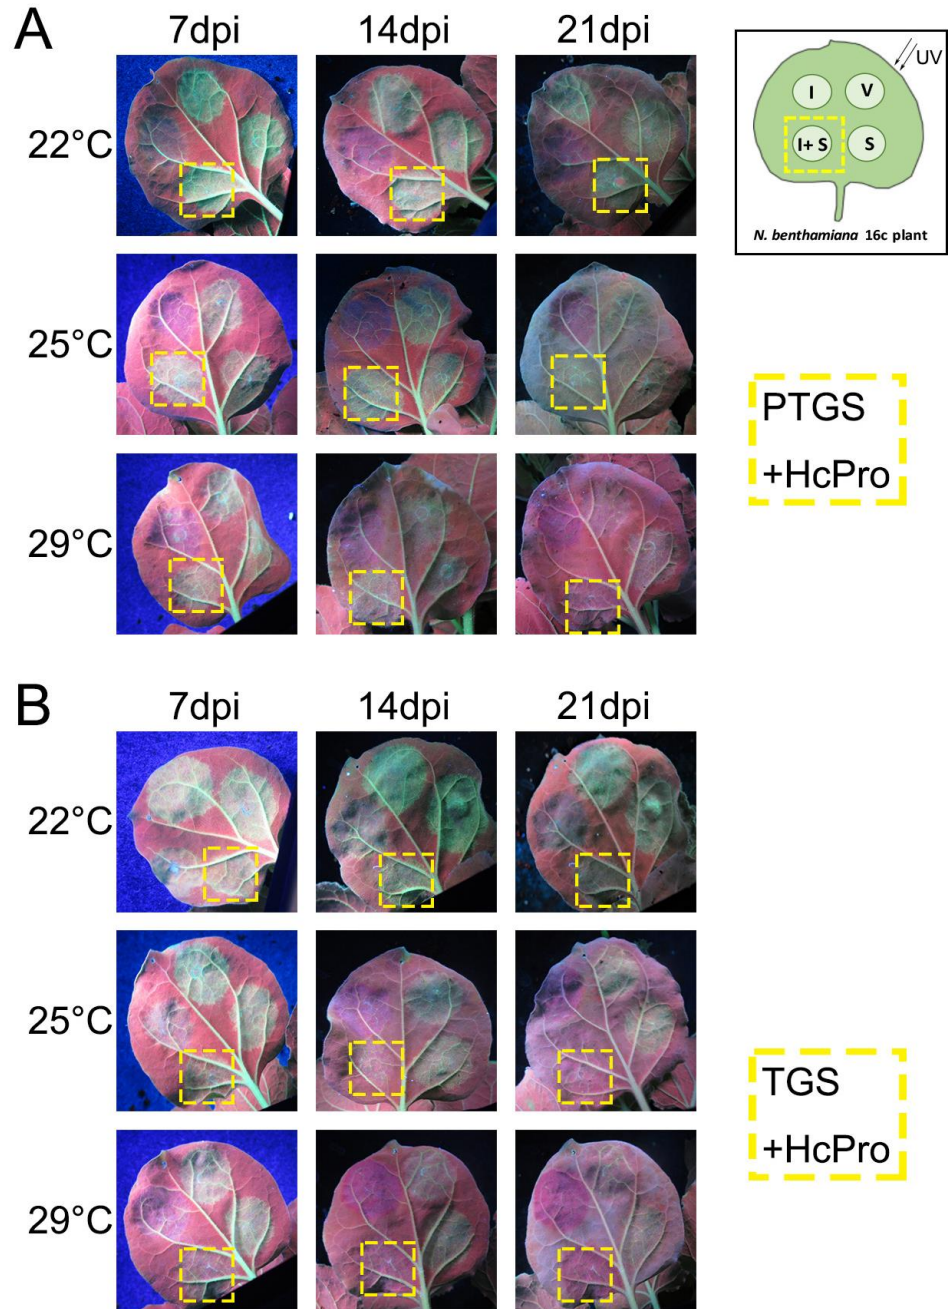 A
7dpi 14dpi 21dpi
22°C
25°C
29°C
UV
I V
I+ S S
N. benthamiana 16c plant
PTGS
+HcPro
B
7dpi 14dpi 21dpi
22°C
25°C
29°C
TGS
+HcPro